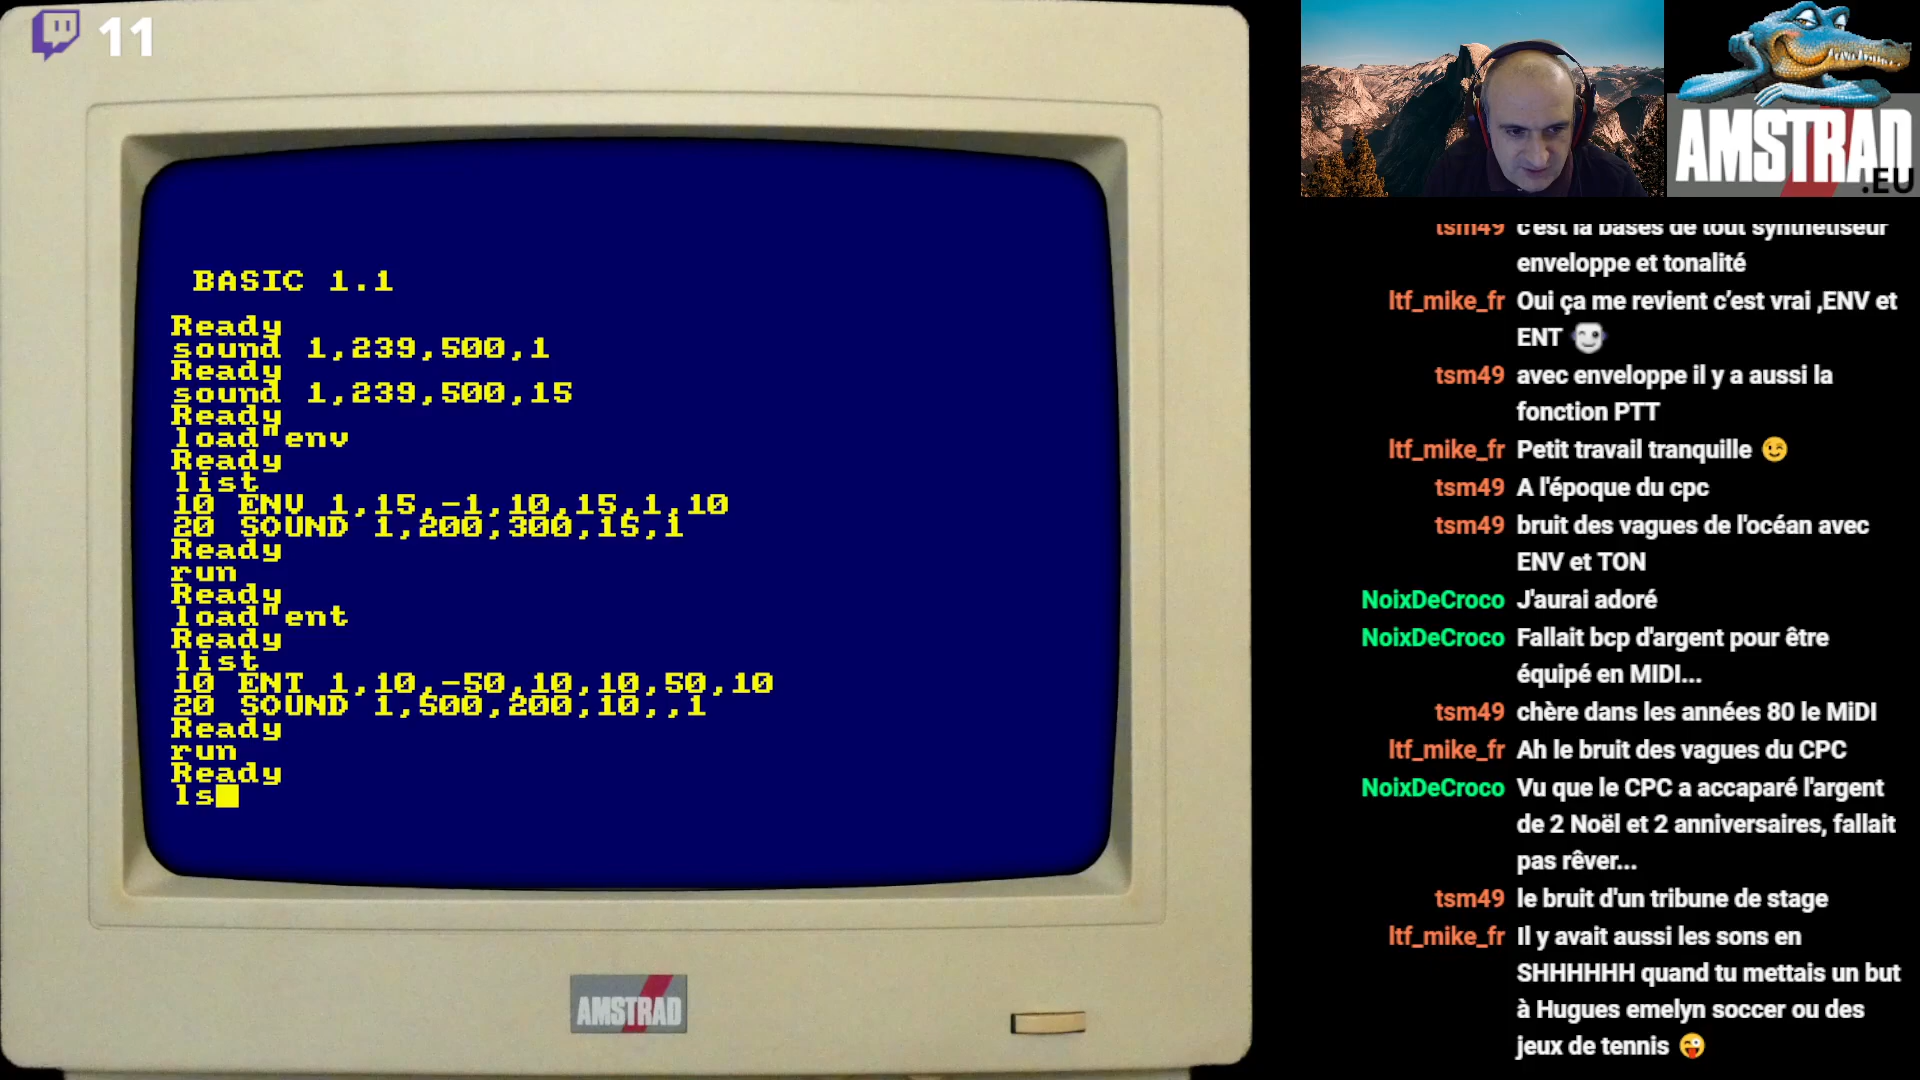 11
BASIC 1.1
Ready
sound 1,239,500,1
Ready
sound 1,239,500,15
Ready
load"env
Ready
list
10 ENV 1,15,-1,10,15,1,10
20 SOUND 1,200,300,15,1
Ready
run
Ready
load"ent
Ready
list
10 ENT 1,10,-50,10,10,50,10
20 SOUND 1,500,200,10,,1
Ready
run
Ready
ls
AMSTRAD
AMSTRAD
.EU
tsm49 c'est la bases de tout synthétiseur
enveloppe et tonalité
ltf_mike_fr Oui ça me revient c’est vrai ,ENV et
ENT
tsm49 avec enveloppe il y a aussi la
fonction PTT
ltf_mike_fr Petit travail tranquille 😉
tsm49 A l'époque du cpc
tsm49 bruit des vagues de l'océan avec
ENV et TON
NoixDeCroco J'aurai adoré
NoixDeCroco Fallait bcp d'argent pour être
équipé en MIDI...
tsm49 chère dans les années 80 le MiDI
ltf_mike_fr Ah le bruit des vagues du CPC
NoixDeCroco Vu que le CPC a accaparé l'argent
de 2 Noël et 2 anniversaires, fallait
pas rêver...
tsm49 le bruit d'un tribune de stage
ltf_mike_fr Il y avait aussi les sons en
SHHHHHH quand tu mettais un but
à Hugues emelyn soccer ou des
jeux de tennis 😜